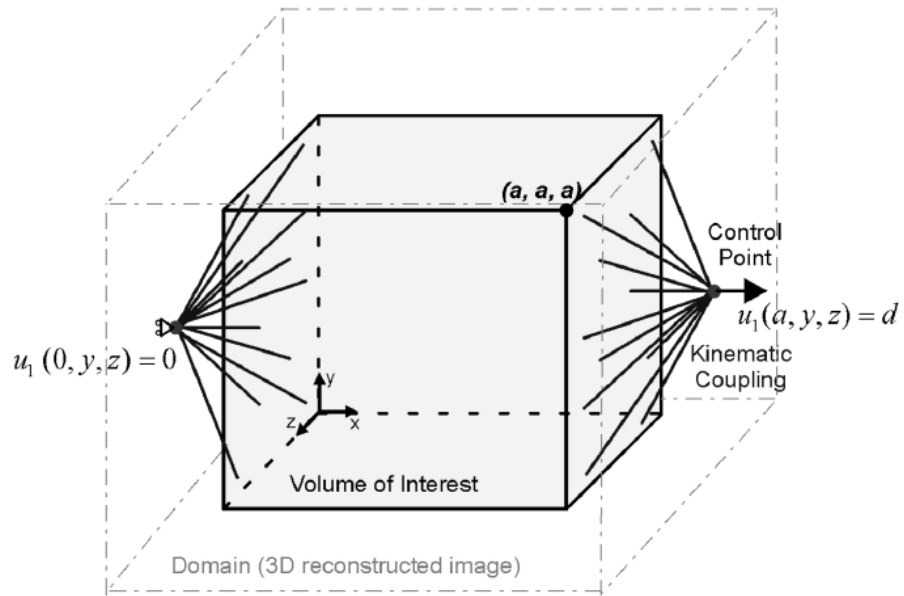 (a, a, a)
Control
Point
u₁(a, y, z) = d
u₁(0, y, z) = 0
Kinematic
Coupling
y
z
x
Volume of Interest
Domain (3D reconstructed image)